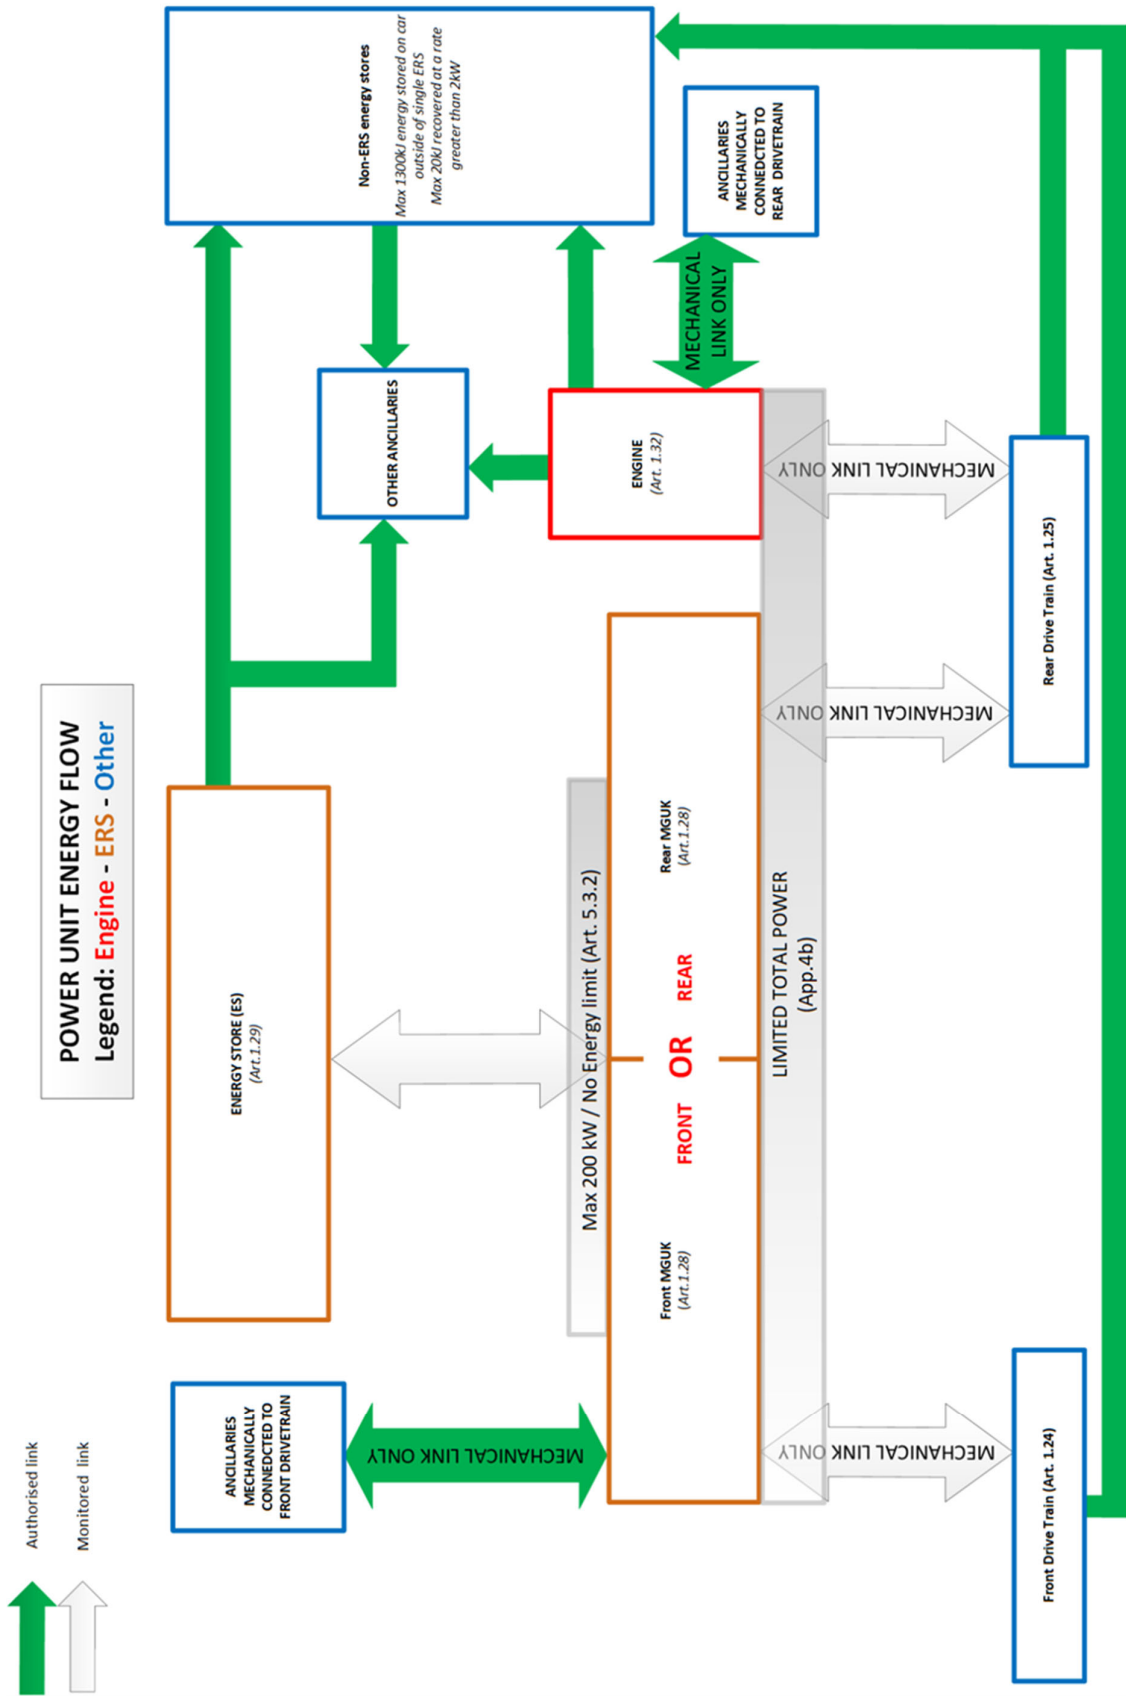 Authorised link
Monitored link
POWER UNIT ENERGY FLOW
Legend: Engine - ERS - Other
ANCILLARIES
MECHANICALLY
CONNEDCTED TO
FRONT DRIVETRAIN
ENERGY STORE (ES)
(Art.1.29)
Non-ERS energy stores
Max 1300kJ energy stored on car
outside of single ERS
Max 20kJ recovered at a rate
greater than 2kW
OTHER ANCILLARIES
MECHANICAL LINK ONLY
Max 200 kW / No Energy limit (Art. 5.3.2)
Front MGUK
(Art.1.28)
FRONT OR REAR
Rear MGUK
(Art.1.28)
ENGINE
(Art. 1.32)
MECHANICAL
LINK ONLY
ANCILLARIES
MECHANICALLY
CONNEDCTED TO
REAR DRIVETRAIN
LIMITED TOTAL POWER
(App.4b)
MECHANICAL LINK ONLY
MECHANICAL LINK ONLY
MECHANICAL LINK ONLY
Front Drive Train (Art. 1.24)
Rear Drive Train (Art. 1.25)